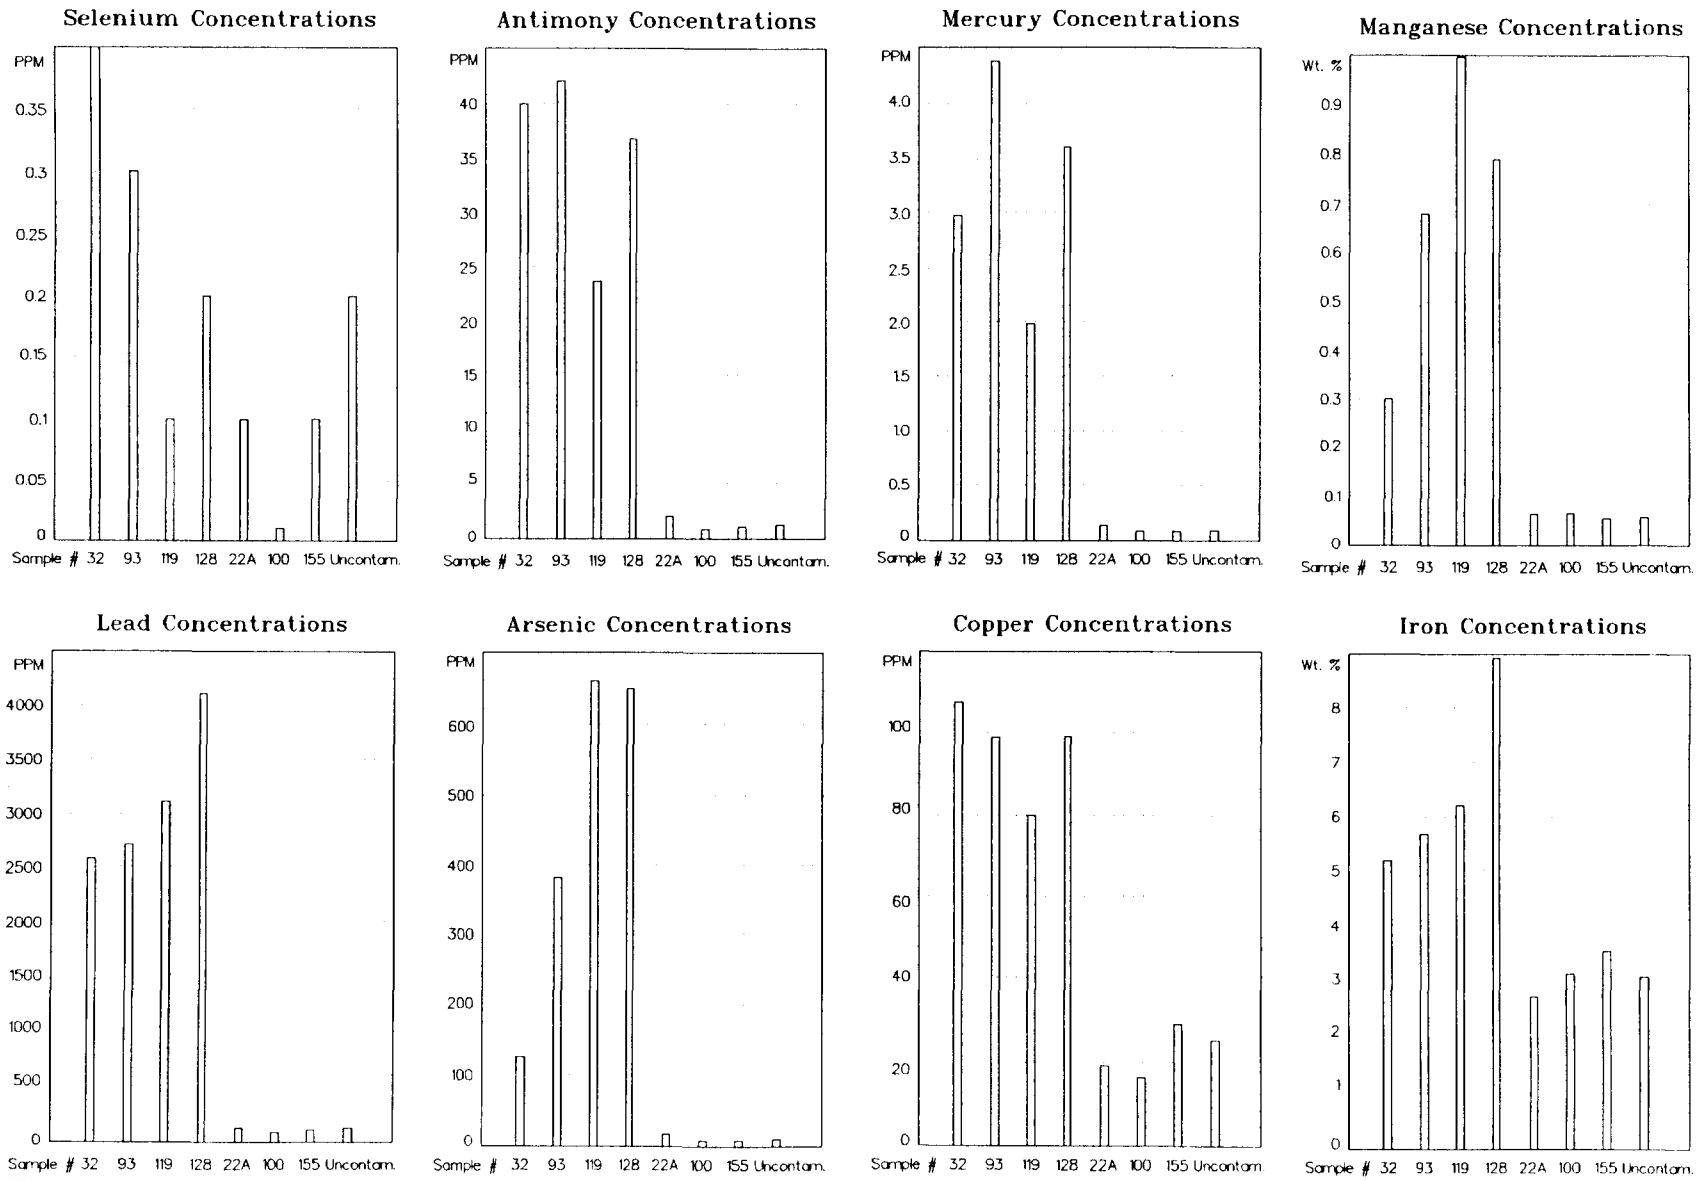 Selenium Concentrations
PPM
0.35
0.3
0.25
0.2
0.15
0.1
0.05
0
Sample # 32 93 119 128 22A 100 155 Uncontam.
Antimony Concentrations
PPM
40
35
30
25
20
15
10
5
0
Sample # 32 93 119 128 22A 100 155 Uncontam.
Mercury Concentrations
PPM
4.0
3.5
3.0
2.5
2.0
1.5
1.0
0.5
0
Sample # 32 93 119 128 22A 100 155 Uncontam.
Manganese Concentrations
Wt. %
0.9
0.8
0.7
0.6
0.5
0.4
0.3
0.2
0.1
0
Sample # 32 93 119 128 22A 100 155 Uncontam.
Lead Concentrations
PPM
4000
3500
3000
2500
2000
1500
1000
500
0
Sample # 32 93 119 128 22A 100 155 Uncontam.
Arsenic Concentrations
PPM
600
500
400
300
200
100
0
Sample # 32 93 119 128 22A 100 155 Uncontam.
Copper Concentrations
PPM
100
80
60
40
20
0
Sample # 32 93 119 128 22A 100 155 Uncontam.
Iron Concentrations
Wt. %
8
7
6
5
4
3
2
1
0
Sample # 32 93 119 128 22A 100 155 Uncontam.